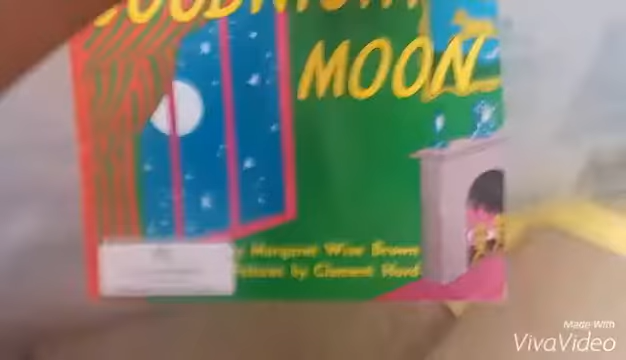 GOODNIGHT
MOON
by Margaret Wise Brown
Pictures by Clement Hurd
Made With
VivaVideo